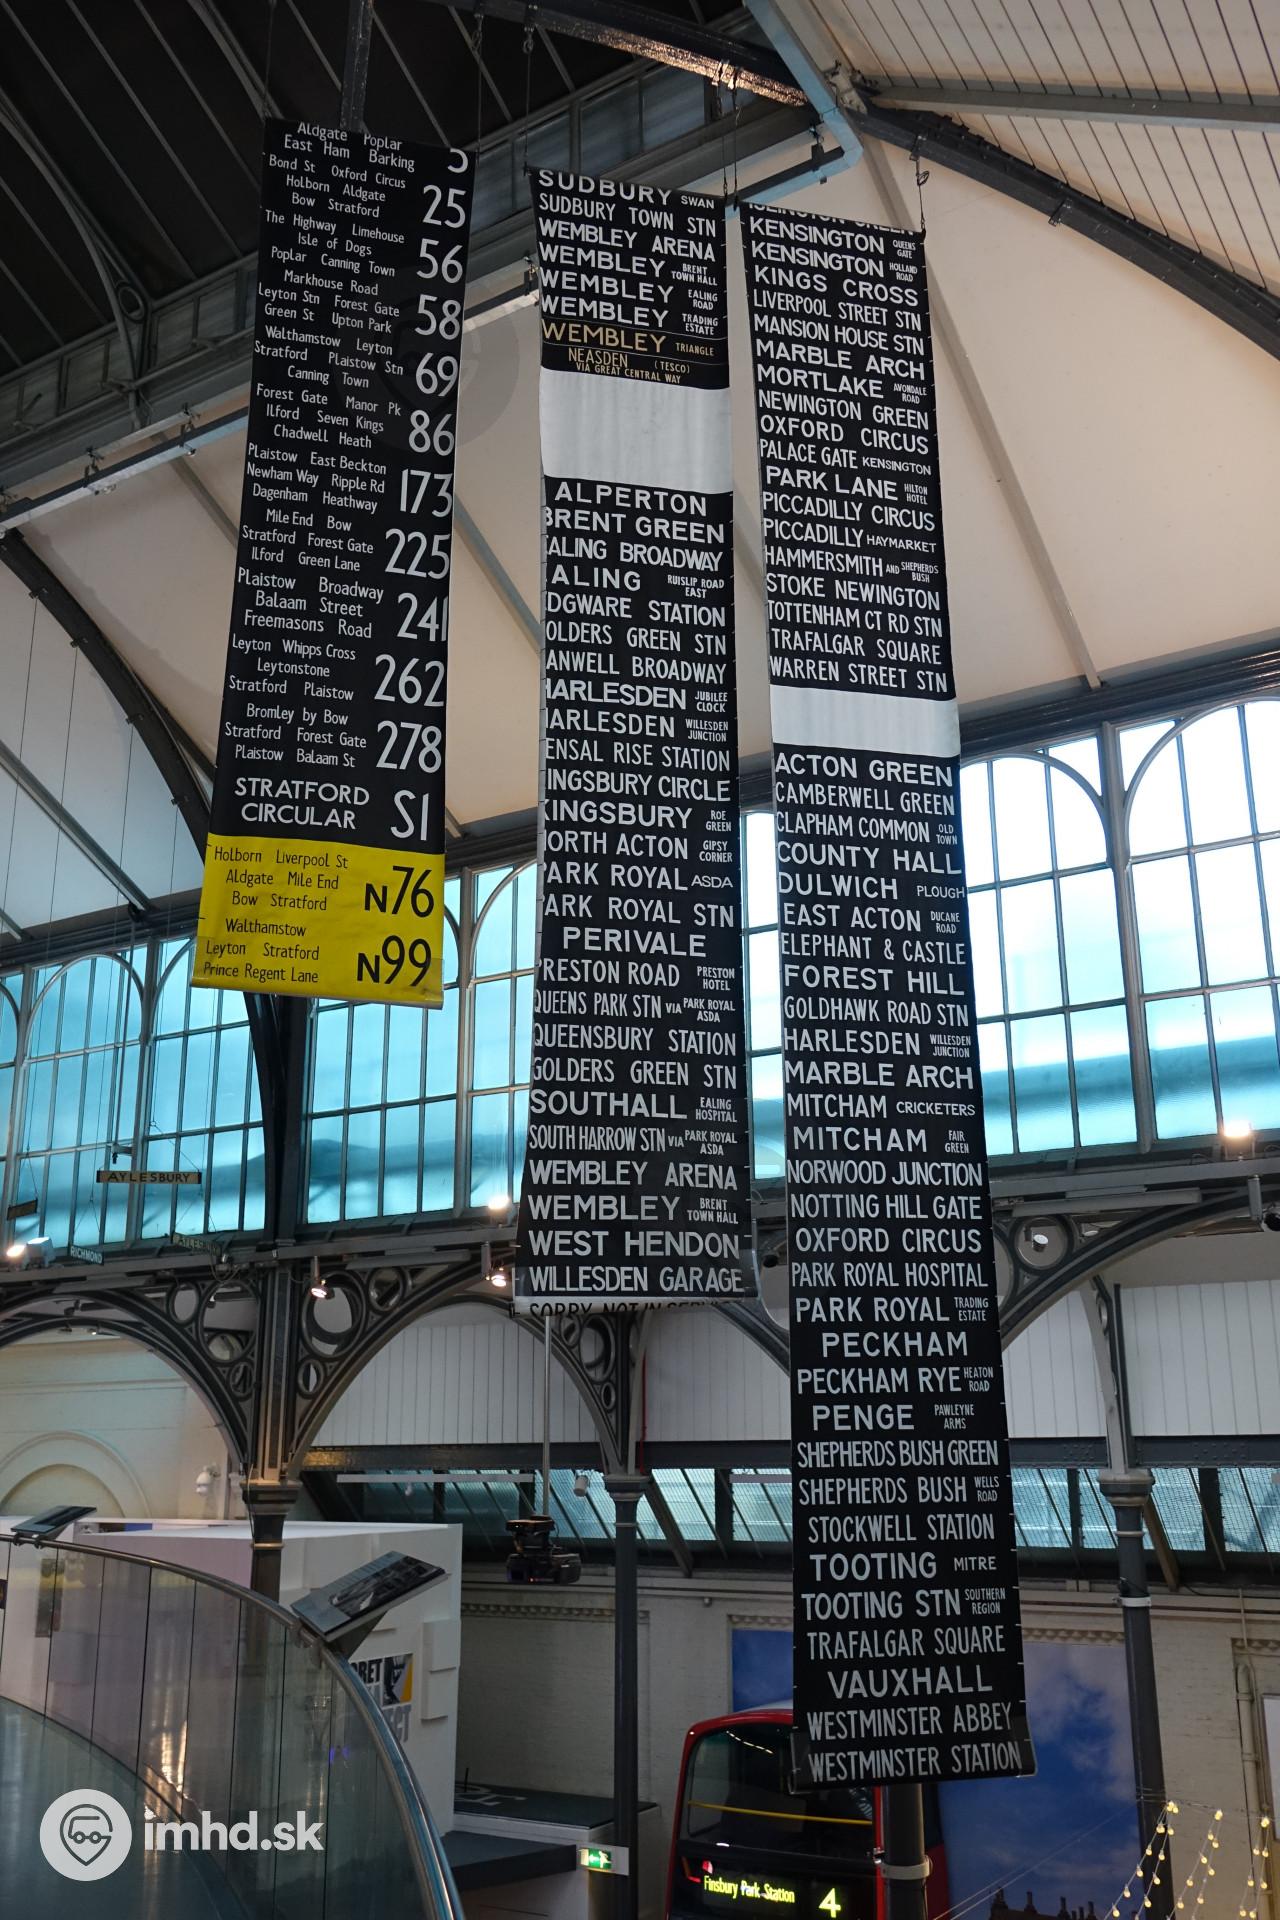 Aldgate Poplar
East Ham Barking
Bond St Oxford Circus
Holborn Aldgate
Bow Stratford
25
The Highway Limehouse
Isle of Dogs
Poplar Canning Town
56
Markhouse Road
Leyton Stn Forest Gate
Green St Upton Park
58
Walthamstow Leyton
Stratford Plaistow Stn
Canning Town
69
Forest Gate Manor Pk
Ilford Seven Kings
Chadwell Heath
86
Plaistow East Beckton
Newham Way Ripple Rd
Dagenham Heathway
173
Mile End Bow
Stratford Forest Gate
Ilford Green Lane
225
Plaistow Broadway
Balaam Street
Freemasons Road
241
Leyton Whipps Cross
Leytonstone
Stratford Plaistow
262
Bromley by Bow
Stratford Forest Gate
Plaistow Balaam St
278
STRATFORD
CIRCULAR
S1
Holborn Liverpool St
Aldgate Mile End
Bow Stratford
N76
Walthamstow
Leyton Stratford
Prince Regent Lane
N99
SUDBURY SWAN
SUDBURY TOWN STN
WEMBLEY ARENA
WEMBLEY BRENT TOWN HALL
WEMBLEY EALING ROAD
WEMBLEY TRADING ESTATE
WEMBLEY TRIANGLE
NEASDEN (TESCO)
VIA GREAT CENTRAL WAY
ALPERTON
BRENT GREEN
EALING BROADWAY
EALING RUISLIP ROAD EAST
EDGWARE STATION
OLDERS GREEN STN
ANWELL BROADWAY
HARLESDEN JUBILEE CLOCK
HARLESDEN WILLESDEN JUNCTION
ENSAL RISE STATION
INGSBURY CIRCLE
KINGSBURY ROE GREEN
NORTH ACTON GIPSY CORNER
PARK ROYAL ASDA
PARK ROYAL STN
PERIVALE
PRESTON ROAD PRESTON HOTEL
QUEENS PARK STN VIA PARK ROYAL ASDA
QUEENSBURY STATION
GOLDERS GREEN STN
SOUTHALL EALING HOSPITAL
SOUTH HARROW STN VIA PARK ROYAL ASDA
WEMBLEY ARENA
WEMBLEY BRENT TOWN HALL
WEST HENDON
WILLESDEN GARAGE
SORRY NOT IN SERVICE
ISLINGTON GREEN
KENSINGTON QUEENS GATE
KENSINGTON HOLLAND ROAD
KINGS CROSS
LIVERPOOL STREET STN
MANSION HOUSE STN
MARBLE ARCH
MORTLAKE AVONDALE ROAD
NEWINGTON GREEN
OXFORD CIRCUS
PALACE GATE KENSINGTON
PARK LANE HILTON HOTEL
PICCADILLY CIRCUS
PICCADILLY HAYMARKET
HAMMERSMITH AND SHEPHERDS BUSH
STOKE NEWINGTON
TOTTENHAM CT RD STN
TRAFALGAR SQUARE
WARREN STREET STN
ACTON GREEN
CAMBERWELL GREEN
CLAPHAM COMMON OLD TOWN
COUNTY HALL
DULWICH PLOUGH
EAST ACTON DUCANE ROAD
ELEPHANT & CASTLE
FOREST HILL
GOLDHAWK ROAD STN
HARLESDEN WILLESDEN JUNCTION
MARBLE ARCH
MITCHAM CRICKETERS
MITCHAM FAIR GREEN
NORWOOD JUNCTION
NOTTING HILL GATE
OXFORD CIRCUS
PARK ROYAL HOSPITAL
PARK ROYAL TRADING ESTATE
PECKHAM
PECKHAM RYE HEATON ROAD
PENGE PAWLEYNE ARMS
SHEPHERDS BUSH GREEN
SHEPHERDS BUSH WELLS ROAD
STOCKWELL STATION
TOOTING MITRE
TOOTING STN SOUTHERN REGION
TRAFALGAR SQUARE
VAUXHALL
WESTMINSTER ABBEY
WESTMINSTER STATION
AYLESBURY
RICHMOND
Finsbury Park Station 4
imhd.sk